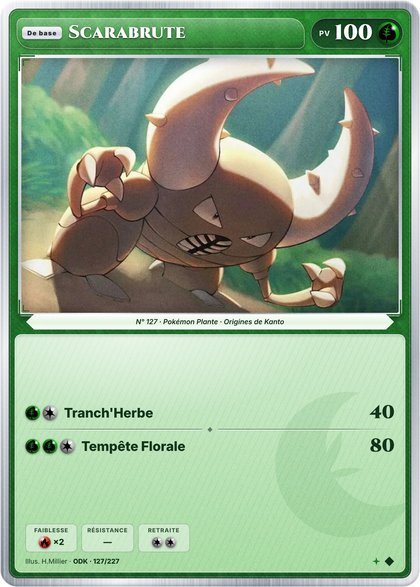 De base Scarabrute PV 100
N° 127 · Pokémon Plante · Origines de Kanto
Tranch'Herbe 40
Tempête Florale 80
FAIBLESSE RÉSISTANCE RETRAITE
×2 —
Illus. H.Millier · ODK · 127/227